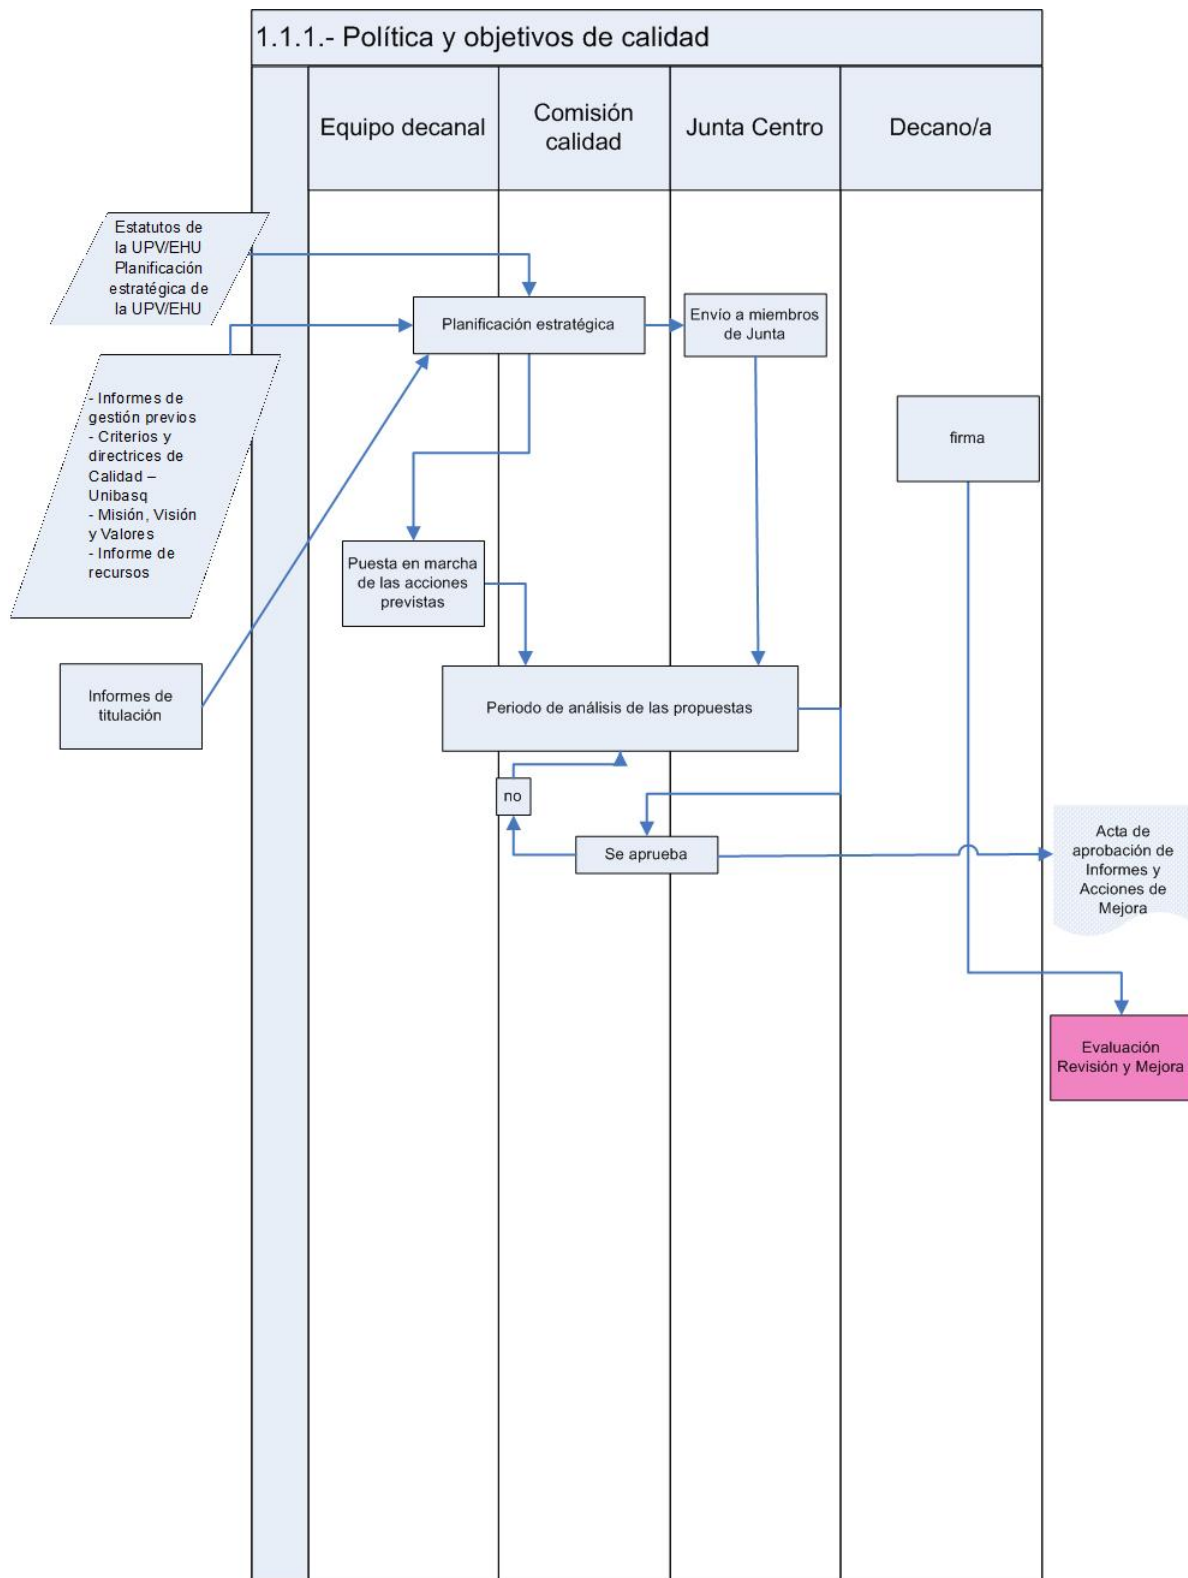 1.1.1.- Política y objetivos de calidad
Equipo decanal
Comisión
calidad
Junta Centro
Decano/a
Estatutos de
la UPV/EHU
Planificación
estratégica de
la UPV/EHU
Planificación estratégica
Envío a miembros
de Junta
- Informes de
gestión previos
- Criterios y
directrices de
Calidad –
Unibasq
- Misión, Visión
y Valores
- Informe de
recursos
firma
Puesta en marcha
de las acciones
previstas
Informes de
titulación
Periodo de análisis de las propuestas
no
Se aprueba
Acta de
aprobación de
Informes y
Acciones de
Mejora
Evaluación
Revisión y Mejora